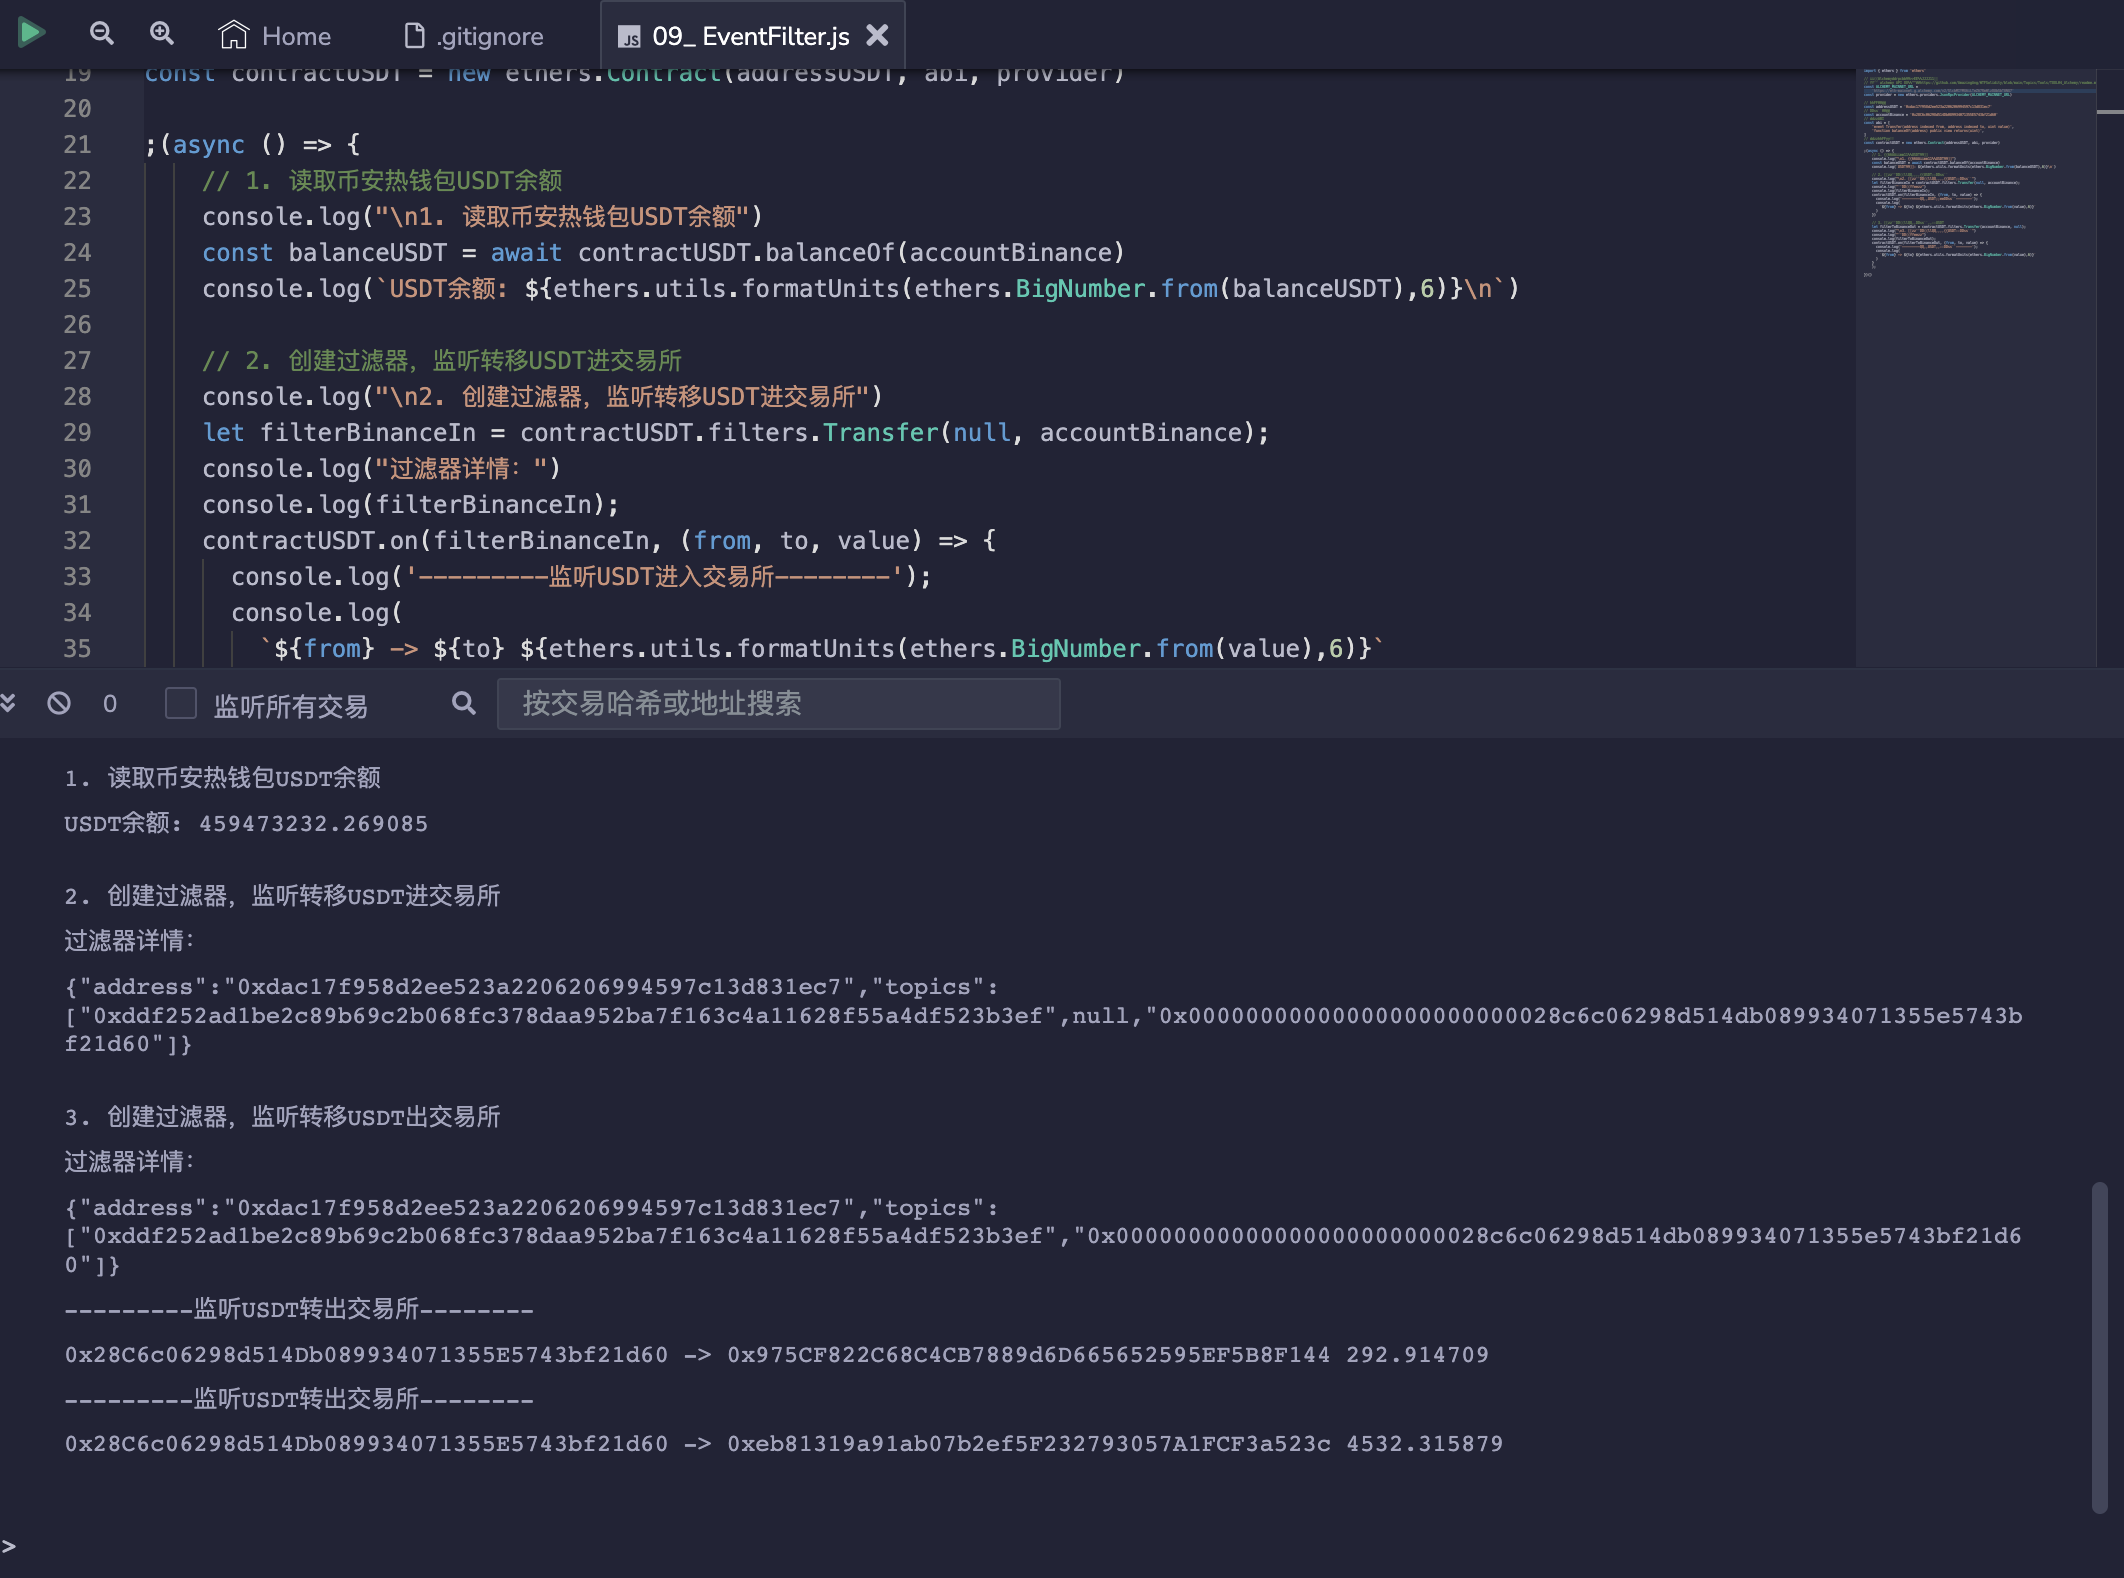 Home
.gitignore
JS 09_ EventFilter.js
19 const contractUSDT = new ethers.Contract(addressUSDT, abi, provider)
20
21 ;(async () => {
22 // 1. 读取币安热钱包USDT余额
23 console.log("\n1. 读取币安热钱包USDT余额")
24 const balanceUSDT = await contractUSDT.balanceOf(accountBinance)
25 console.log(`USDT余额: ${ethers.utils.formatUnits(ethers.BigNumber.from(balanceUSDT),6)}\n`)
26
27 // 2. 创建过滤器，监听转移USDT进交易所
28 console.log("\n2. 创建过滤器，监听转移USDT进交易所")
29 let filterBinanceIn = contractUSDT.filters.Transfer(null, accountBinance);
30 console.log("过滤器详情：")
31 console.log(filterBinanceIn);
32 contractUSDT.on(filterBinanceIn, (from, to, value) => {
33 console.log('---------监听USDT进入交易所--------');
34 console.log(
35 `${from} -> ${to} ${ethers.utils.formatUnits(ethers.BigNumber.from(value),6)}`
0 监听所有交易 按交易哈希或地址搜索
1. 读取币安热钱包USDT余额
USDT余额: 459473232.269085
2. 创建过滤器，监听转移USDT进交易所
过滤器详情：
{"address":"0xdac17f958d2ee523a2206206994597c13d831ec7","topics":
["0xddf252ad1be2c89b69c2b068fc378daa952ba7f163c4a11628f55a4df523b3ef",null,"0x00000000000000000000000028c6c06298d514db089934071355e5743b
f21d60"]}
3. 创建过滤器，监听转移USDT出交易所
过滤器详情：
{"address":"0xdac17f958d2ee523a2206206994597c13d831ec7","topics":
["0xddf252ad1be2c89b69c2b068fc378daa952ba7f163c4a11628f55a4df523b3ef","0x00000000000000000000000028c6c06298d514db089934071355e5743bf21d6
0"]}
---------监听USDT转出交易所--------
0x28C6c06298d514Db089934071355E5743bf21d60 -> 0x975CF822C68C4CB7889d6D665652595EF5B8F144 292.914709
---------监听USDT转出交易所--------
0x28C6c06298d514Db089934071355E5743bf21d60 -> 0xeb81319a91ab07b2ef5F232793057A1FCF3a523c 4532.315879
>